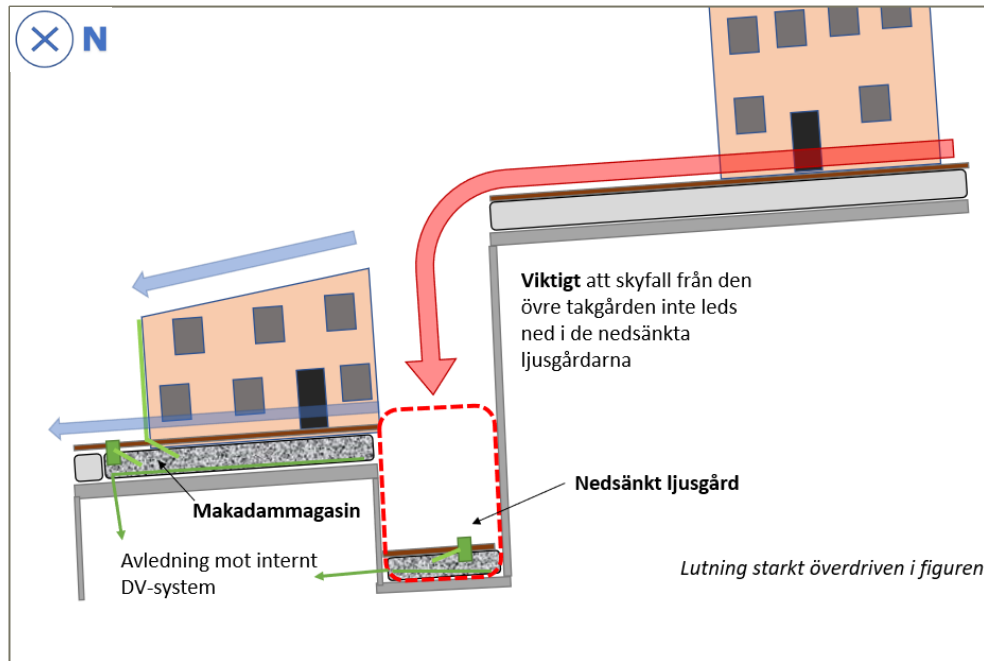 N
Viktigt att skyfall från den
övre takgården inte leds
ned i de nedsänkta
ljusgårdarna
Nedsänkt ljusgård
Makadammagasin
Avledning mot internt
DV-system
Lutning starkt överdriven i figuren